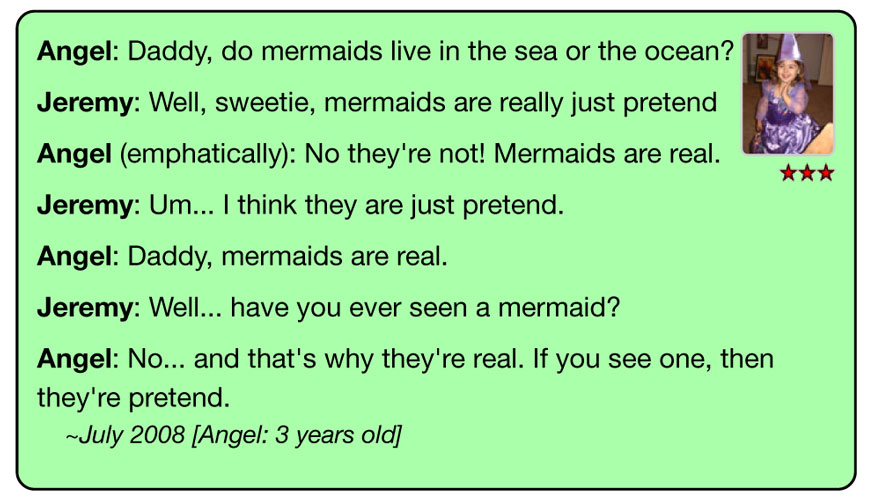 Angel: Daddy, do mermaids live in the sea or the ocean?
Jeremy: Well, sweetie, mermaids are really just pretend
Angel (emphatically): No they're not! Mermaids are real.
Jeremy: Um... I think they are just pretend.
Angel: Daddy, mermaids are real.
Jeremy: Well... have you ever seen a mermaid?
Angel: No... and that's why they're real. If you see one, then
they're pretend.
~July 2008 [Angel: 3 years old]